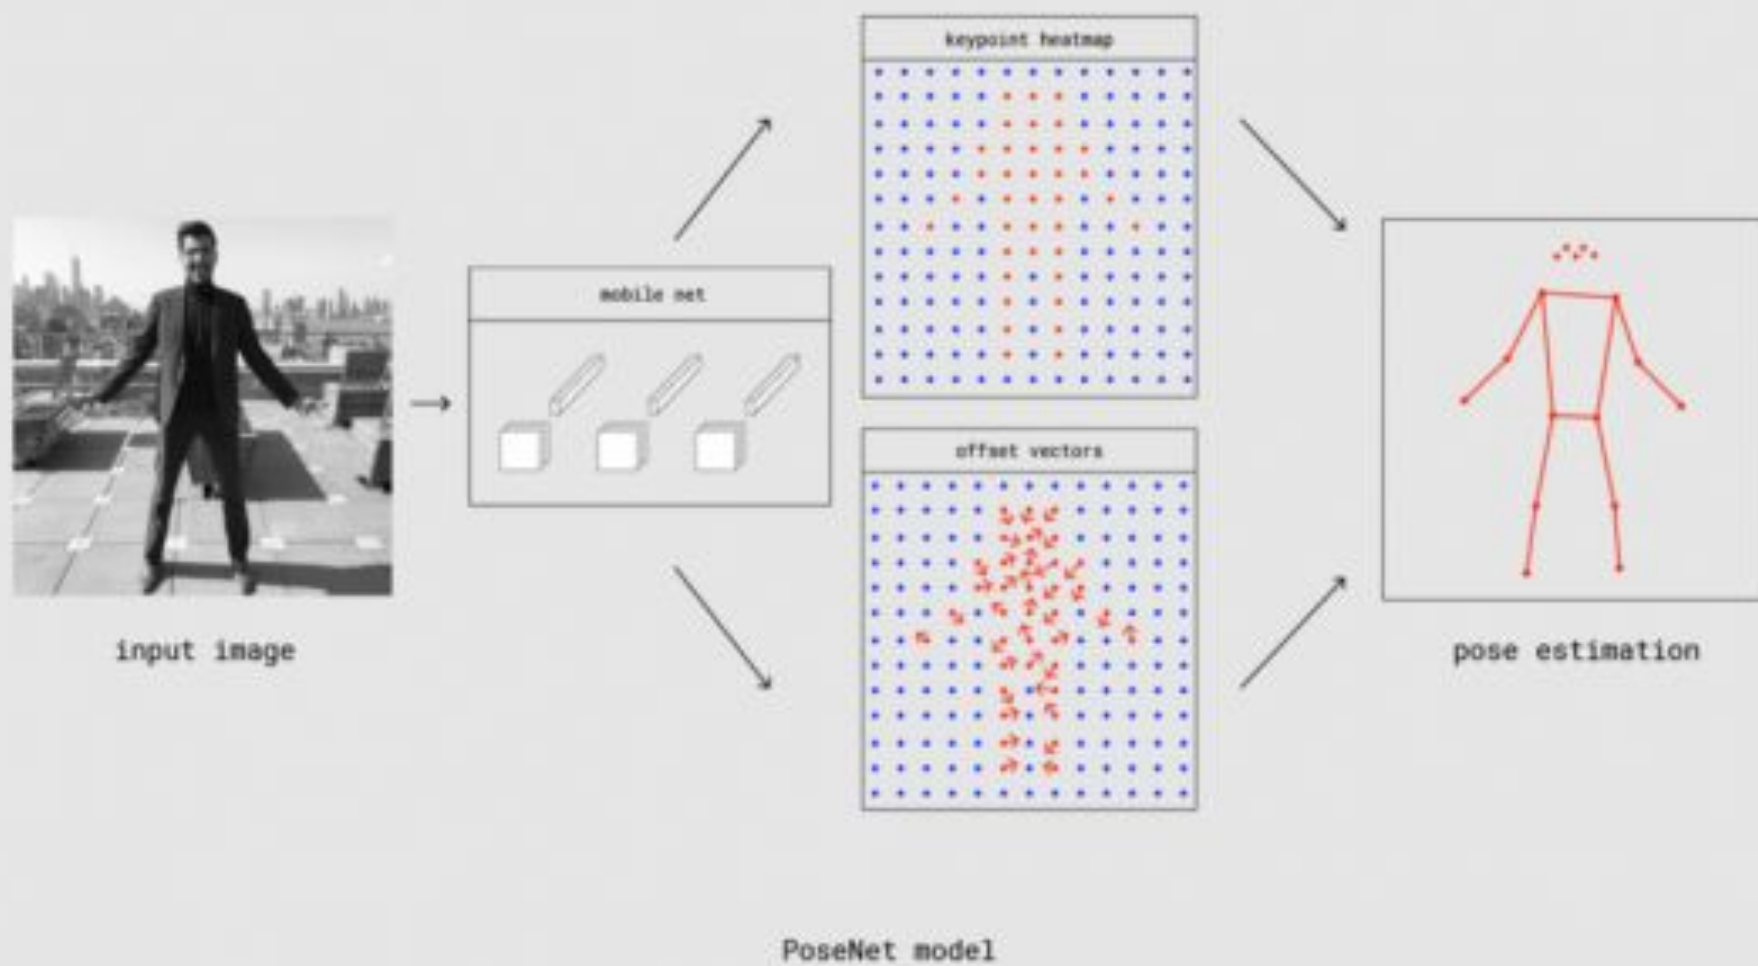 keypoint heatmap
mobile net
offset vectors
input image
pose estimation
PoseNet model